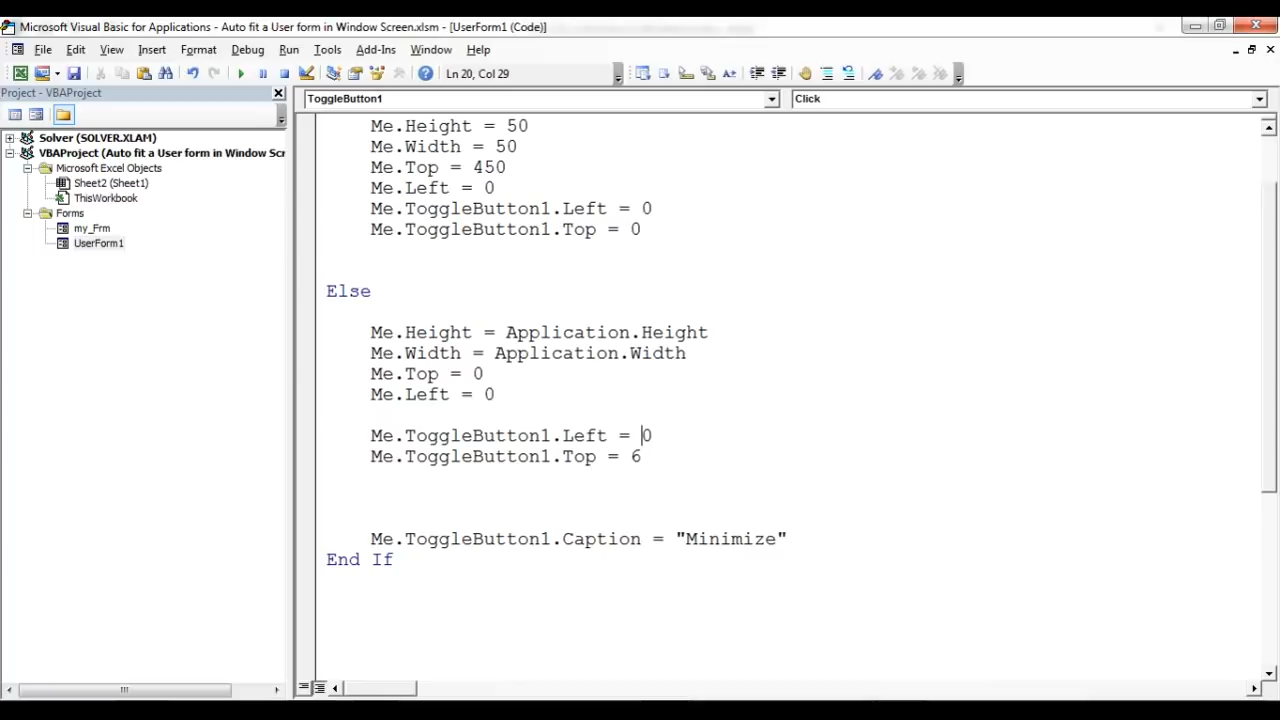 Microsoft Visual Basic for Applications - Auto fit a User form in Window Screen.xlsm - [UserForm1 (Code)]
File Edit View Insert Format Debug Run Tools Add-Ins Window Help
Ln 20, Col 29
Project - VBAProject
ToggleButton1 Click
Solver (SOLVER.XLAM)
VBAProject (Auto fit a User form in Window Scr
Microsoft Excel Objects
Sheet2 (Sheet1)
ThisWorkbook
Forms
my_Frm
UserForm1
Me.Height = 50
Me.Width = 50
Me.Top = 450
Me.Left = 0
Me.ToggleButton1.Left = 0
Me.ToggleButton1.Top = 0
Else
Me.Height = Application.Height
Me.Width = Application.Width
Me.Top = 0
Me.Left = 0
Me.ToggleButton1.Left = 0
Me.ToggleButton1.Top = 6
Me.ToggleButton1.Caption = "Minimize"
End If